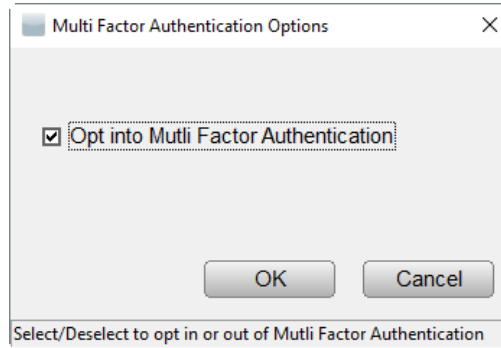 Multi Factor Authentication Options
Opt into Mutli Factor Authentication
OK Cancel
Select/Deselect to opt in or out of Mutli Factor Authentication